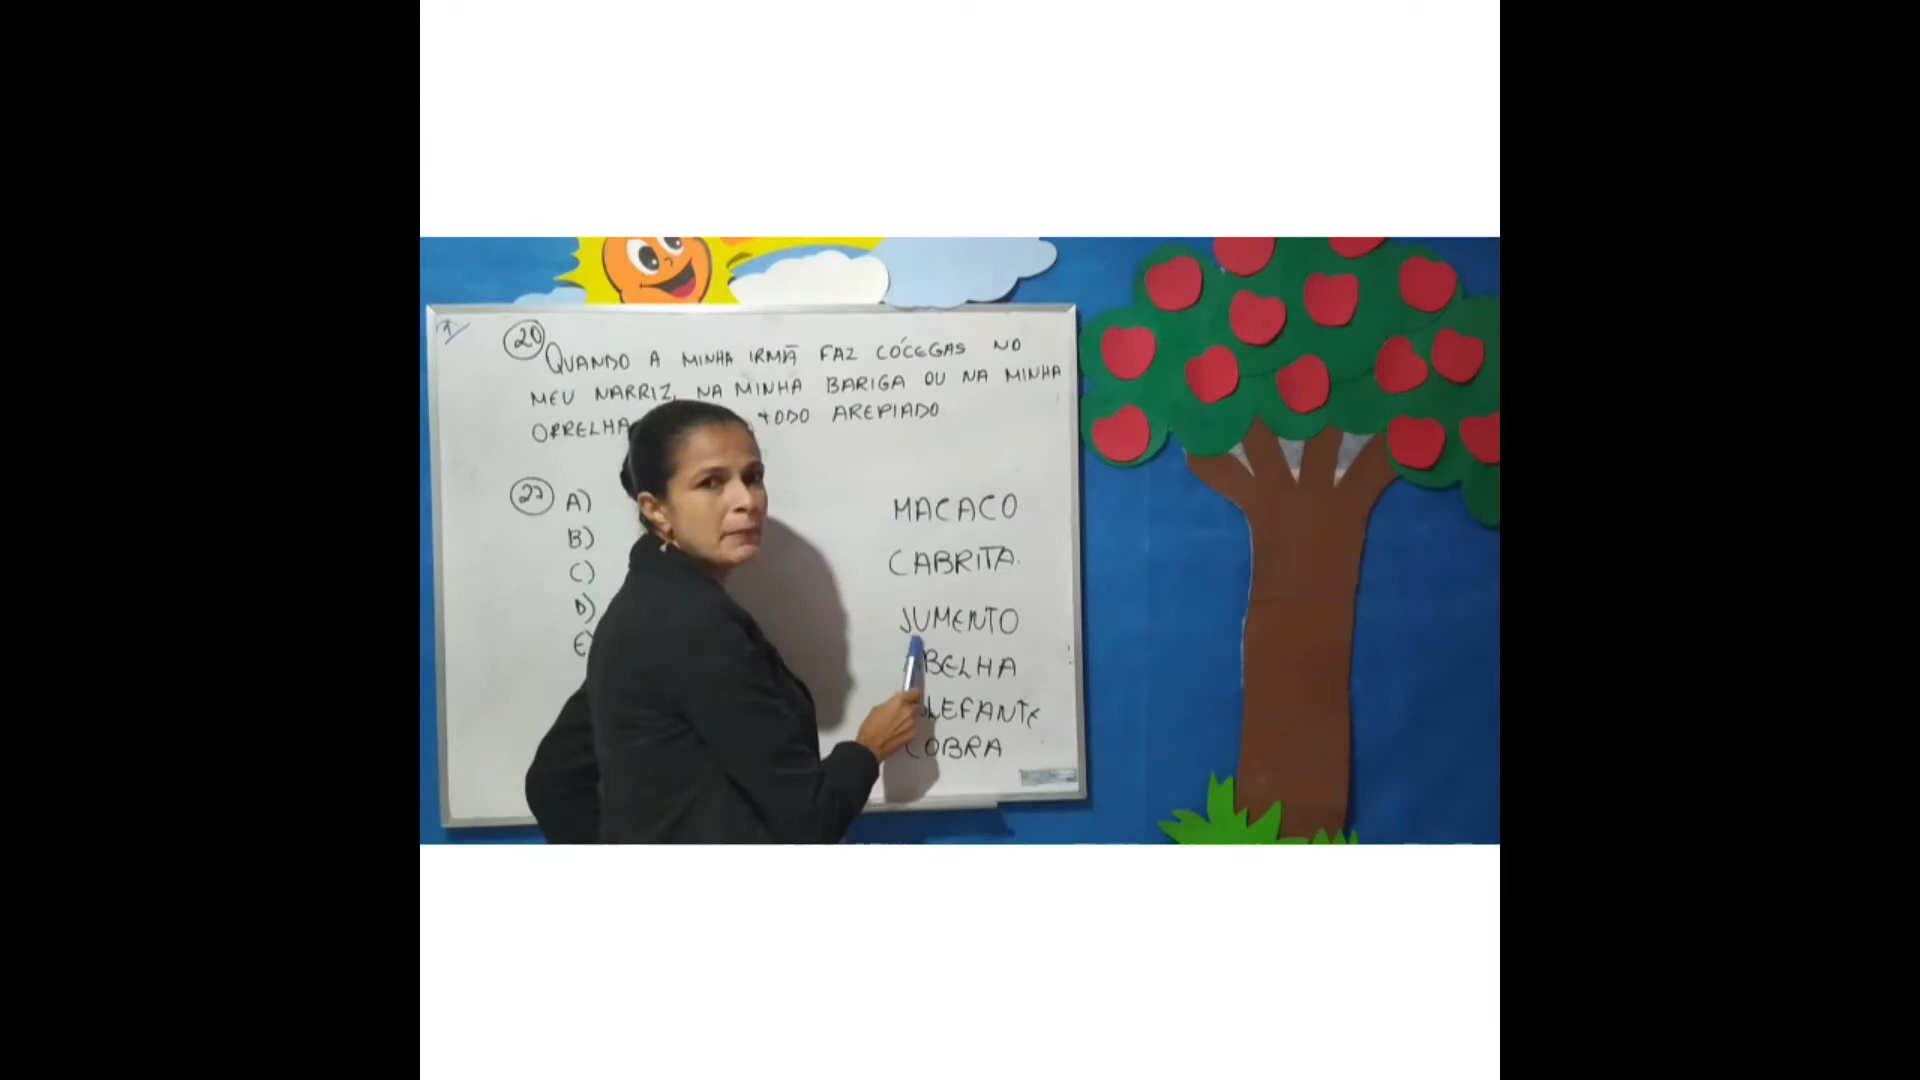 20 QUANDO A MINHA IRMÃ FAZ CÓCEGAS NO
MEU NARRIZ, NA MINHA BARIGA OU NA MINHA
ORRELHA TODO AREPIADO
A) MACACO
B) CABRITA.
C)
D) JUMENTO
E) BELHA
LEFANTE
COBRA